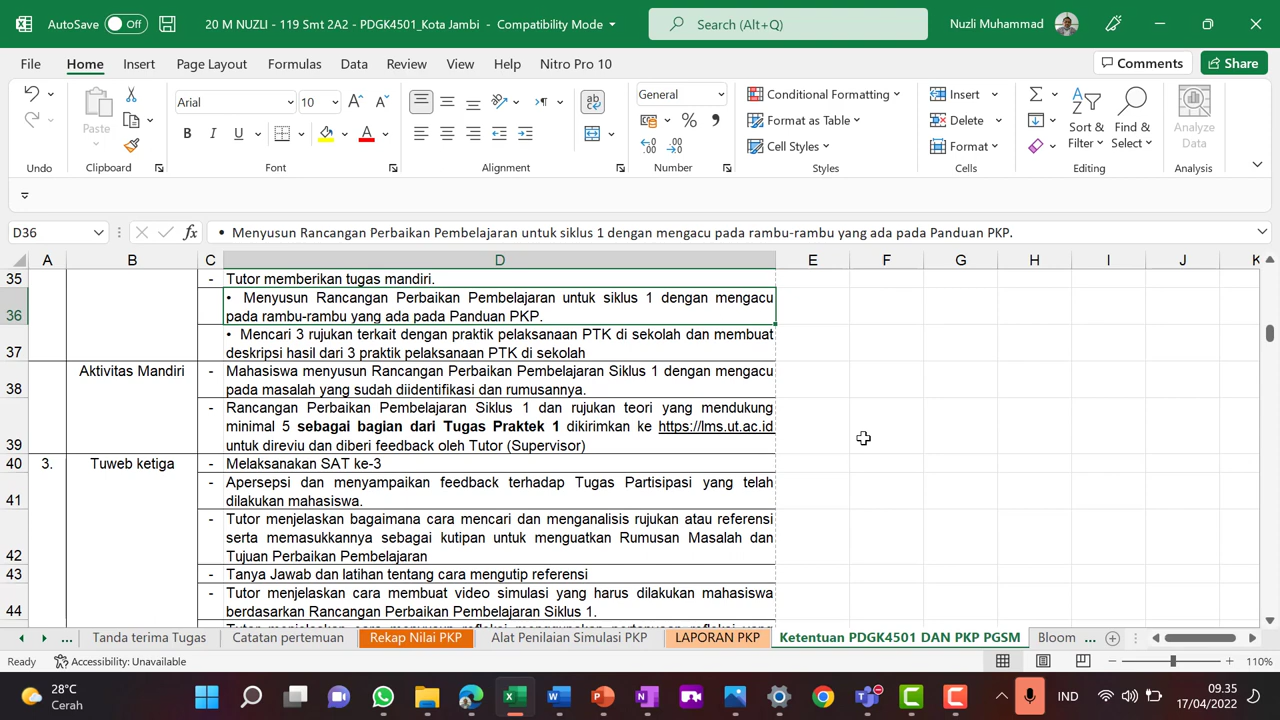 AutoSave Off 20 M NUZLI - 119 Smt 2A2 - PDGK4501_Kota Jambi - Compatibility Mode Search (Alt+Q) Nuzli Muhammad
File Home Insert Page Layout Formulas Data Review View Help Nitro Pro 10 Comments Share
Arial 10 General Conditional Formatting Insert
Paste Format as Table Delete Sort & Filter Find & Select Analyze Data
B I U Cell Styles Format
Undo Clipboard Font Alignment Number Styles Cells Editing Analysis
D36 fx • Menyusun Rancangan Perbaikan Pembelajaran untuk siklus 1 dengan mengacu pada rambu-rambu yang ada pada Panduan PKP.
A B C D E F G H I J K
35 - Tutor memberikan tugas mandiri.
• Menyusun Rancangan Perbaikan Pembelajaran untuk siklus 1 dengan mengacu
36 pada rambu-rambu yang ada pada Panduan PKP.
• Mencari 3 rujukan terkait dengan praktik pelaksanaan PTK di sekolah dan membuat
37 deskripsi hasil dari 3 praktik pelaksanaan PTK di sekolah
Aktivitas Mandiri - Mahasiswa menyusun Rancangan Perbaikan Pembelajaran Siklus 1 dengan mengacu
38 pada masalah yang sudah diidentifikasi dan rumusannya.
- Rancangan Perbaikan Pembelajaran Siklus 1 dan rujukan teori yang mendukung
minimal 5 sebagai bagian dari Tugas Praktek 1 dikirimkan ke https://lms.ut.ac.id
39 untuk direviu dan diberi feedback oleh Tutor (Supervisor)
40 3. Tuweb ketiga - Melaksanakan SAT ke-3
- Apersepsi dan menyampaikan feedback terhadap Tugas Partisipasi yang telah
41 dilakukan mahasiswa.
- Tutor menjelaskan bagaimana cara mencari dan menganalisis rujukan atau referensi
serta memasukkannya sebagai kutipan untuk menguatkan Rumusan Masalah dan
42 Tujuan Perbaikan Pembelajaran
43 - Tanya Jawab dan latihan tentang cara mengutip referensi
- Tutor menjelaskan cara membuat video simulasi yang harus dilakukan mahasiswa
44 berdasarkan Rancangan Perbaikan Pembelajaran Siklus 1.
... Tanda terima Tugas Catatan pertemuan Rekap Nilai PKP Alat Penilaian Simulasi PKP LAPORAN PKP Ketentuan PDGK4501 DAN PKP PGSM Bloom ...
Ready Accessibility: Unavailable 110%
28°C
Cerah
IND
09.35
17/04/2022